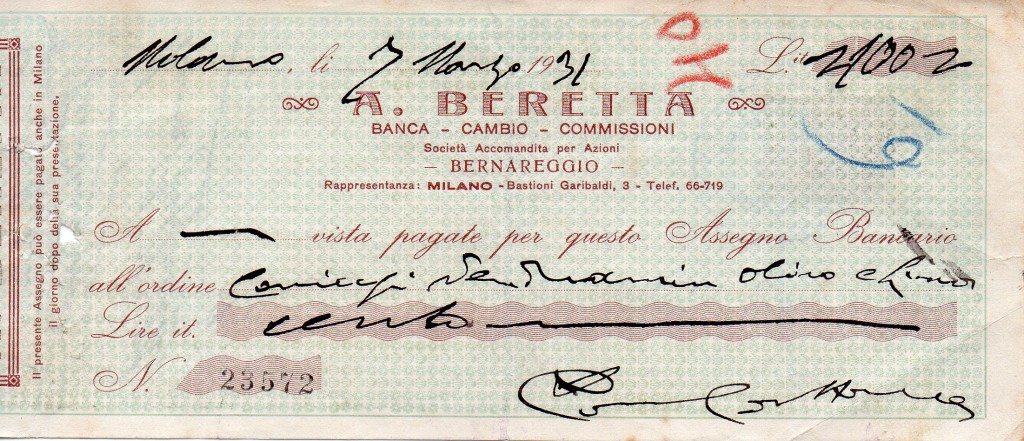 Milano, li 7 Marzo 1931 L. it.
A. BERETTA
BANCA - CAMBIO - COMMISSIONI
Società Accomandita per Azioni
- BERNAREGGIO -
Rappresentanza: MILANO - Bastioni Garibaldi, 3 - Telef. 66-719
A vista pagate per questo Assegno Bancario
all'ordine
Lire it. cento
N. 23572
Il presente Assegno può essere pagato anche in Milano
il giorno dopo della sua presentazione.